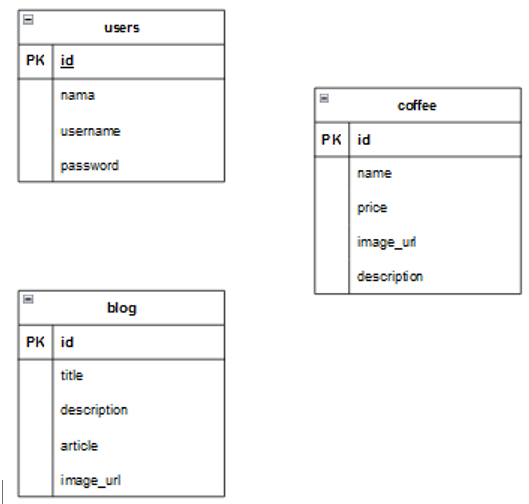 users
PK id
nama
username
password
coffee
PK id
name
price
image_url
description
blog
PK id
title
description
article
image_url